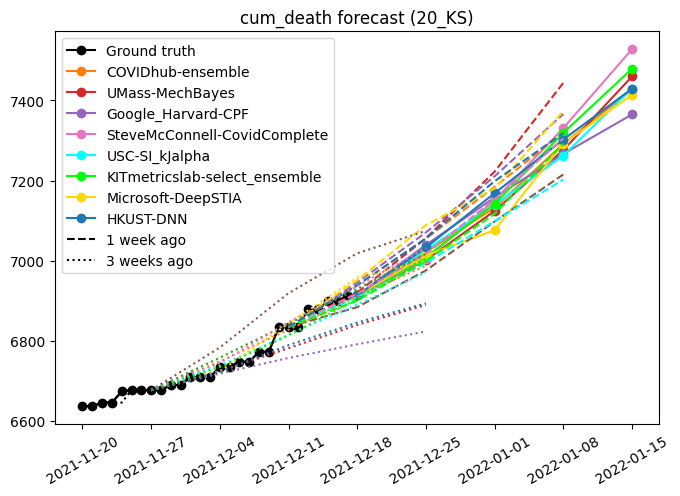 cum_death forecast (20_KS)
Ground truth
COVIDhub-ensemble
UMass-MechBayes
Google_Harvard-CPF
SteveMcConnell-CovidComplete
USC-SI_kJalpha
KITmetricslab-select_ensemble
Microsoft-DeepSTIA
HKUST-DNN
1 week ago
3 weeks ago
7400
7200
7000
6800
6600
2021-11-20
2021-11-27
2021-12-04
2021-12-11
2021-12-18
2021-12-25
2022-01-01
2022-01-08
2022-01-15